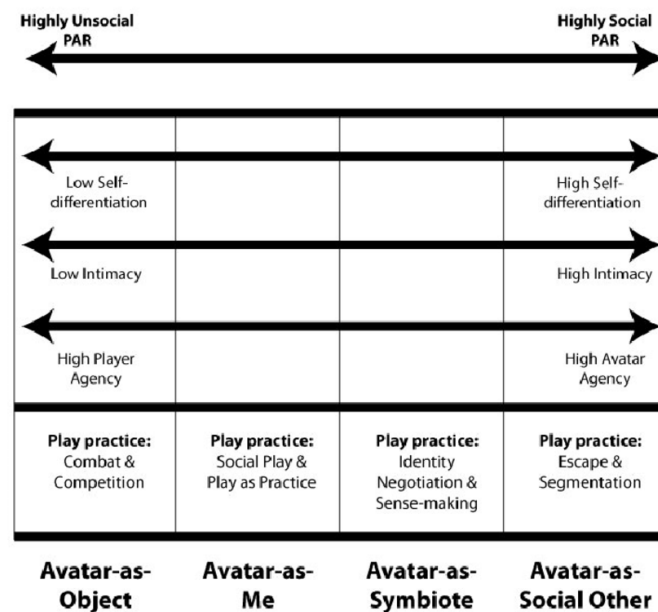 Highly Unsocial
PAR
Highly Social
PAR
Low Self-
differentiation
High Self-
differentiation
Low Intimacy
High Intimacy
High Player
Agency
High Avatar
Agency
Play practice:
Combat &
Competition
Play practice:
Social Play &
Play as Practice
Play practice:
Identity
Negotiation &
Sense-making
Play practice:
Escape &
Segmentation
Avatar-as-
Object
Avatar-as-
Me
Avatar-as-
Symbiote
Avatar-as-
Social Other